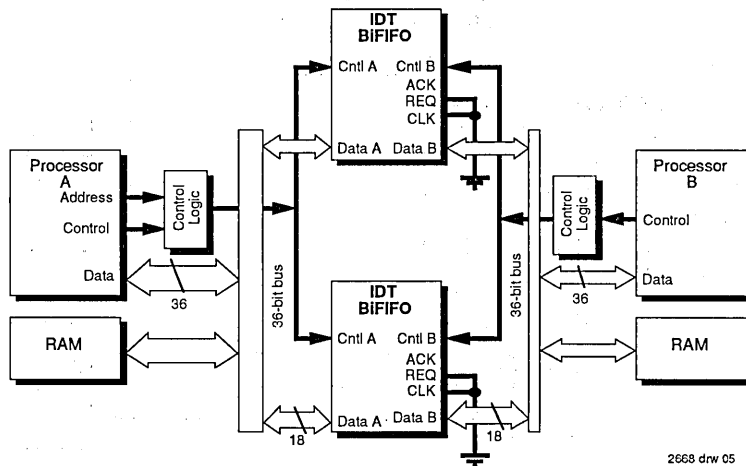 IDT
BiFIFO
Cntl A
Cntl B
ACK
REQ
CLK
Data A
Data B
Processor
A
Address
Control
Data
Control
Logic
36
RAM
36-bit bus
IDT
BiFIFO
Cntl A
Cntl B
ACK
REQ
CLK
Data A
Data B
18
18
36-bit bus
Control
Logic
Processor
B
Control
Data
36
RAM
2668 drw 05